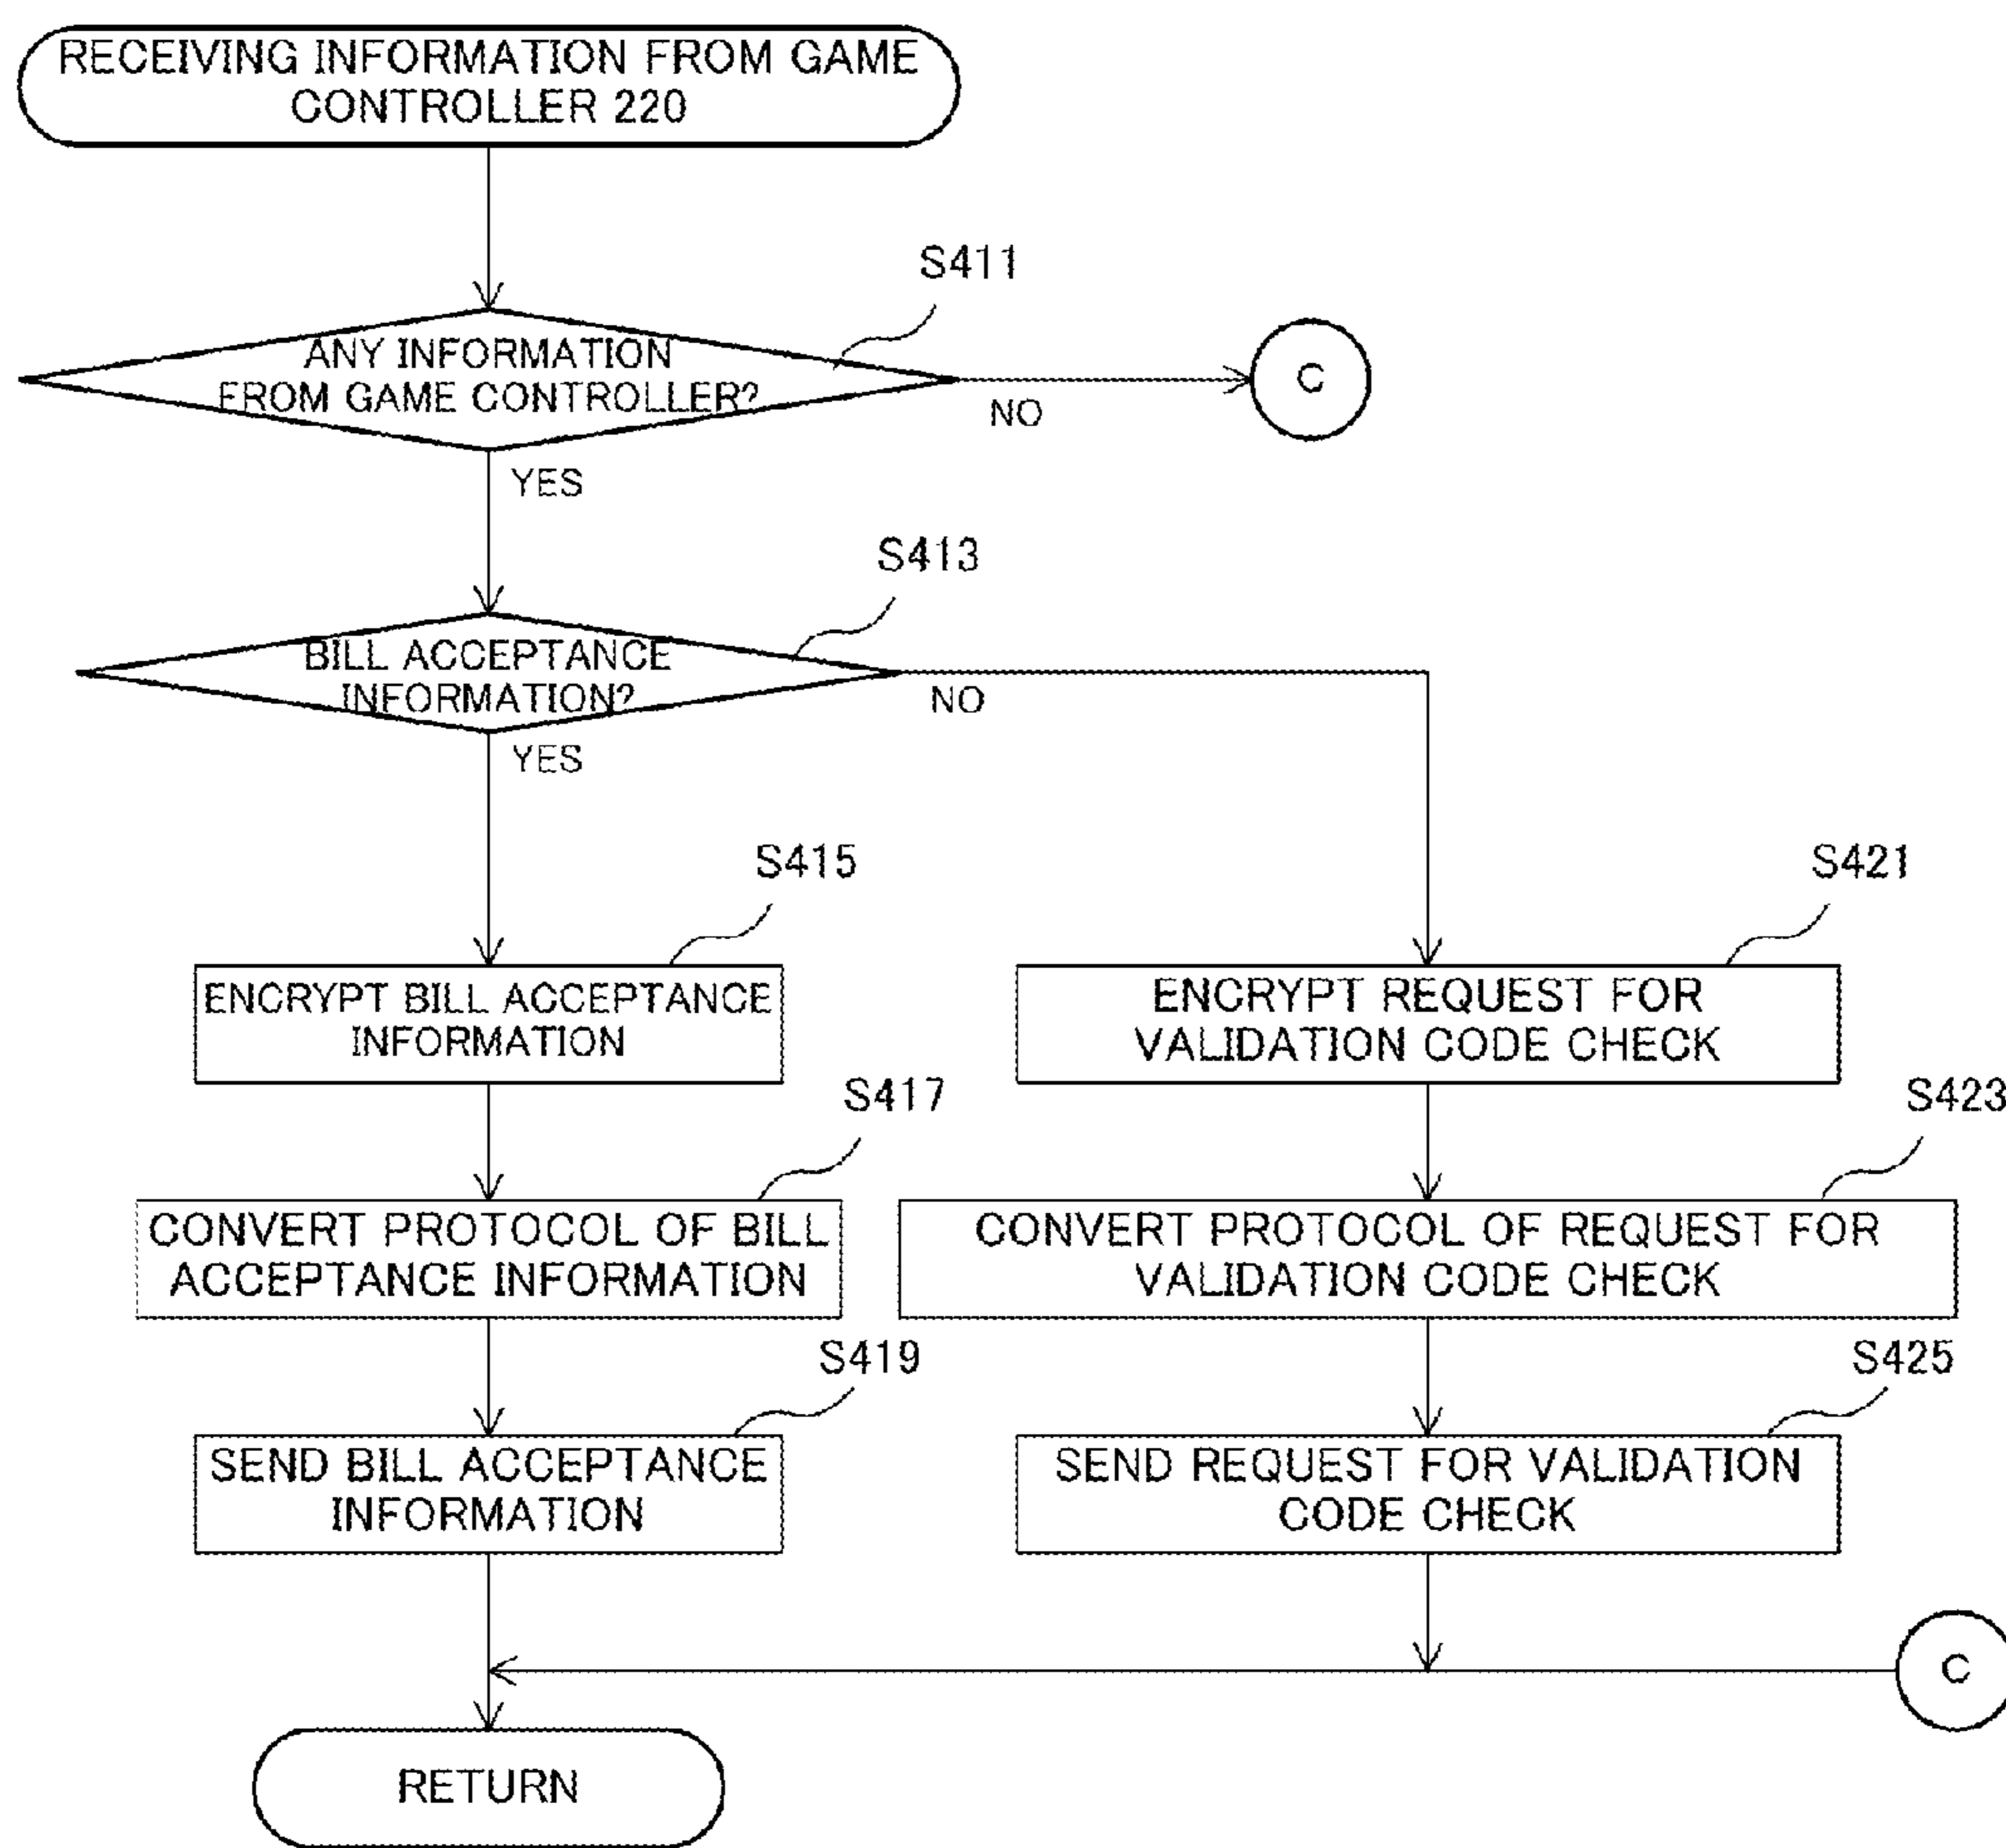 RECEIVING INFORMATION FROM GAME
CONTROLLER 220
S411
ANY INFORMATION
FROM GAME CONTROLLER?
C
NO
YES
S413
BILL ACCEPTANCE
INFORMATION?
NO
YES
S415
S421
ENCRYPT BILL ACCEPTANCE
INFORMATION
ENCRYPT REQUEST FOR
VALIDATION CODE CHECK
S417
S423
CONVERT PROTOCOL OF BILL
ACCEPTANCE INFORMATION
CONVERT PROTOCOL OF REQUEST FOR
VALIDATION CODE CHECK
S419
S425
SEND BILL ACCEPTANCE
INFORMATION
SEND REQUEST FOR VALIDATION
CODE CHECK
C
RETURN